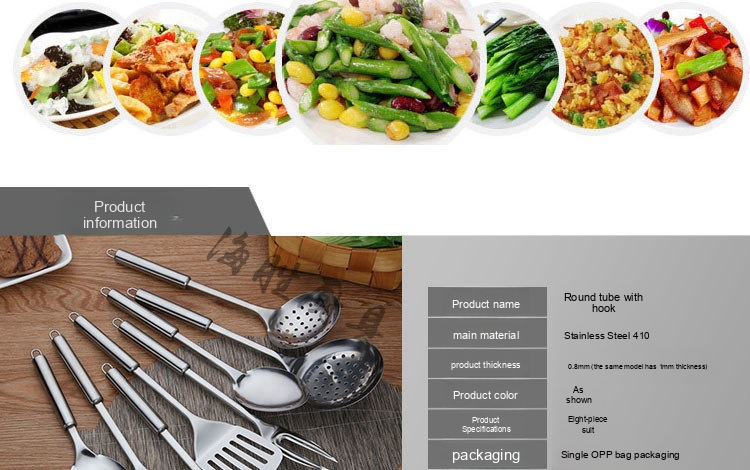 Product
information
Product name
Round tube with
hook
main material
Stainless Steel 410
product thickness
0.8mm (the same model has 1mm thickness)
Product color
As
shown
Product
Specifications
Eight-piece
suit
packaging
Single OPP bag packaging